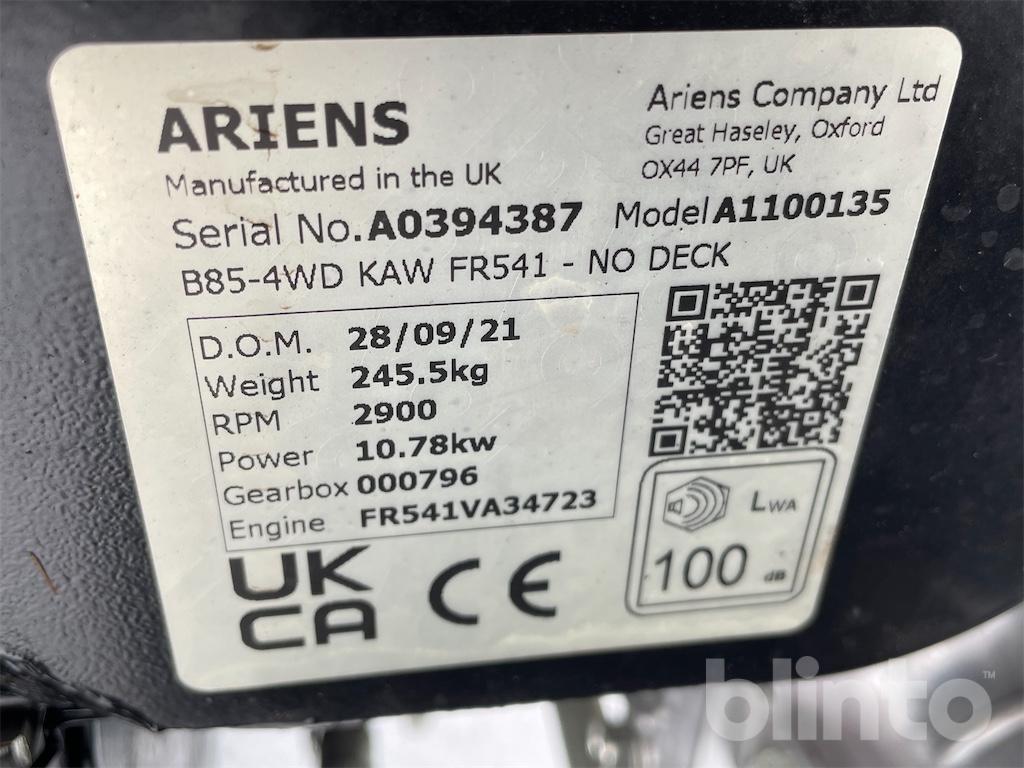 ARIENS
Manufactured in the UK
Ariens Company Ltd
Great Haseley, Oxford
OX44 7PF, UK
Serial No. A0394387 Model A1100135
B85-4WD KAW FR541 - NO DECK
D.O.M. 28/09/21
Weight 245.5kg
RPM 2900
Power 10.78kw
Gearbox 000796
Engine FR541VA34723
UK
CA
CE
LWA
100 dB
blinto™